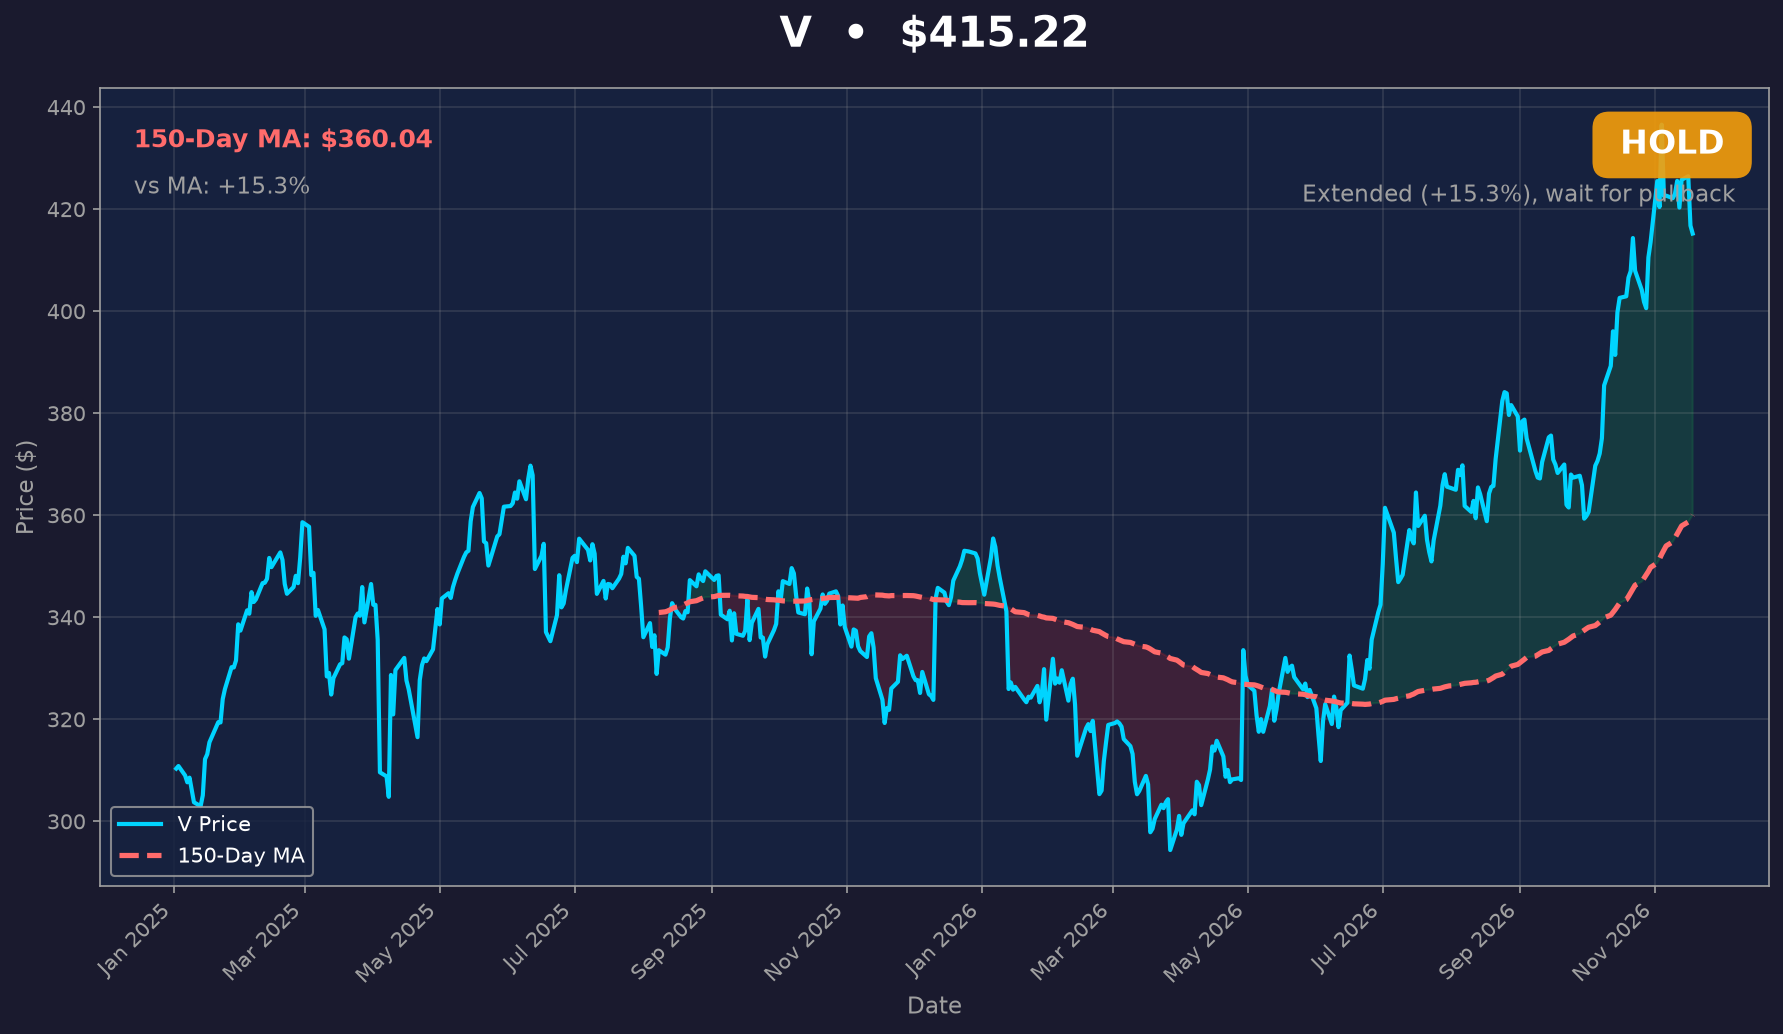 V • $415.22
150-Day MA: $360.04
vs MA: +15.3%
HOLD
Extended (+15.3%), wait for pullback
440
420
400
380
360
340
320
300
Price ($)
V Price
150-Day MA
Jan 2025
Mar 2025
May 2025
Jul 2025
Sep 2025
Nov 2025
Jan 2026
Mar 2026
May 2026
Jul 2026
Sep 2026
Nov 2026
Date